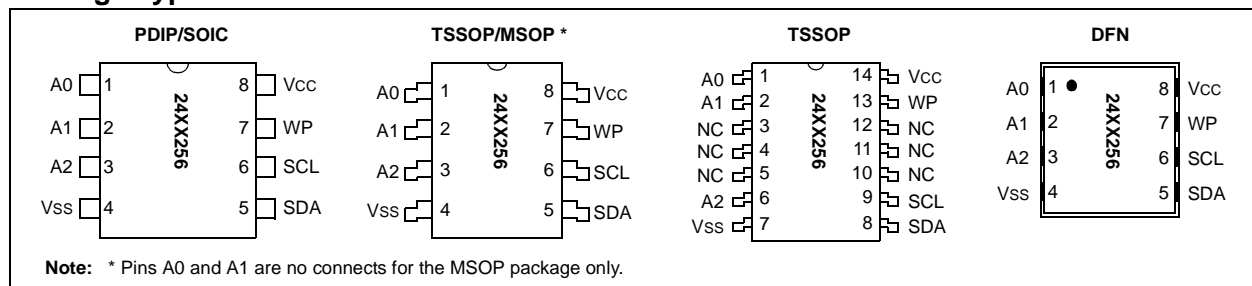 PDIP/SOIC
A0 1 8 VCC
A1 2 7 WP
A2 3 6 SCL
VSS 4 5 SDA
24XX256
TSSOP/MSOP *
A0 1 8 VCC
A1 2 7 WP
A2 3 6 SCL
VSS 4 5 SDA
24XX256
TSSOP
A0 1 14 VCC
A1 2 13 WP
NC 3 12 NC
NC 4 11 NC
NC 5 10 NC
A2 6 9 SCL
VSS 7 8 SDA
24XX256
DFN
A0 1 8 VCC
A1 2 7 WP
A2 3 6 SCL
VSS 4 5 SDA
24XX256
Note: * Pins A0 and A1 are no connects for the MSOP package only.